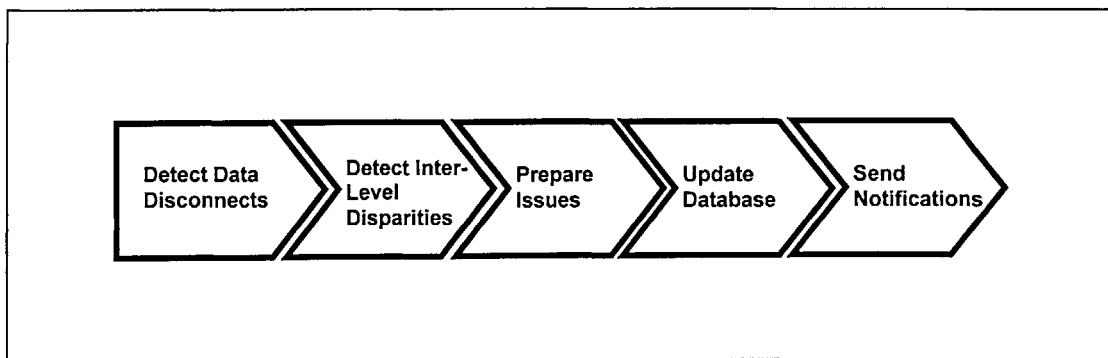 Detect Data
Disconnects
Detect Inter-
Level
Disparities
Prepare
Issues
Update
Database
Send
Notifications